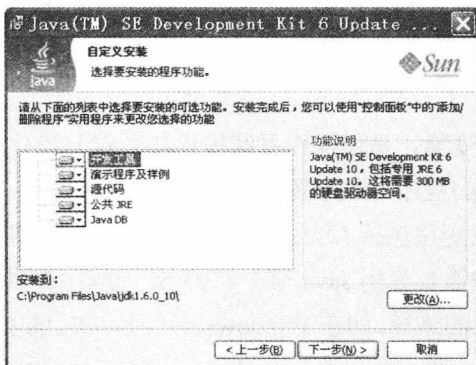 Java(TM) SE Development Kit 6 Update ...
Java
自定义安装
选择要安装的程序功能。
Sun
请从下面的列表中选择要安装的可选功能。安装完成后，您可以使用"控制面板"中的"添加/
删除程序"实用程序来更改您选择的功能
开发工具
演示程序及样例
源代码
公共 JRE
Java DB
功能说明
Java(TM) SE Development Kit 6
Update 10，包括专用 JRE 6
Update 10。这将需要 300 MB
的硬盘驱动器空间。
安装到：
C:\Program Files\Java\jdk1.6.0_10\
更改(A)...
<上一步(B)
下一步(N) >
取消